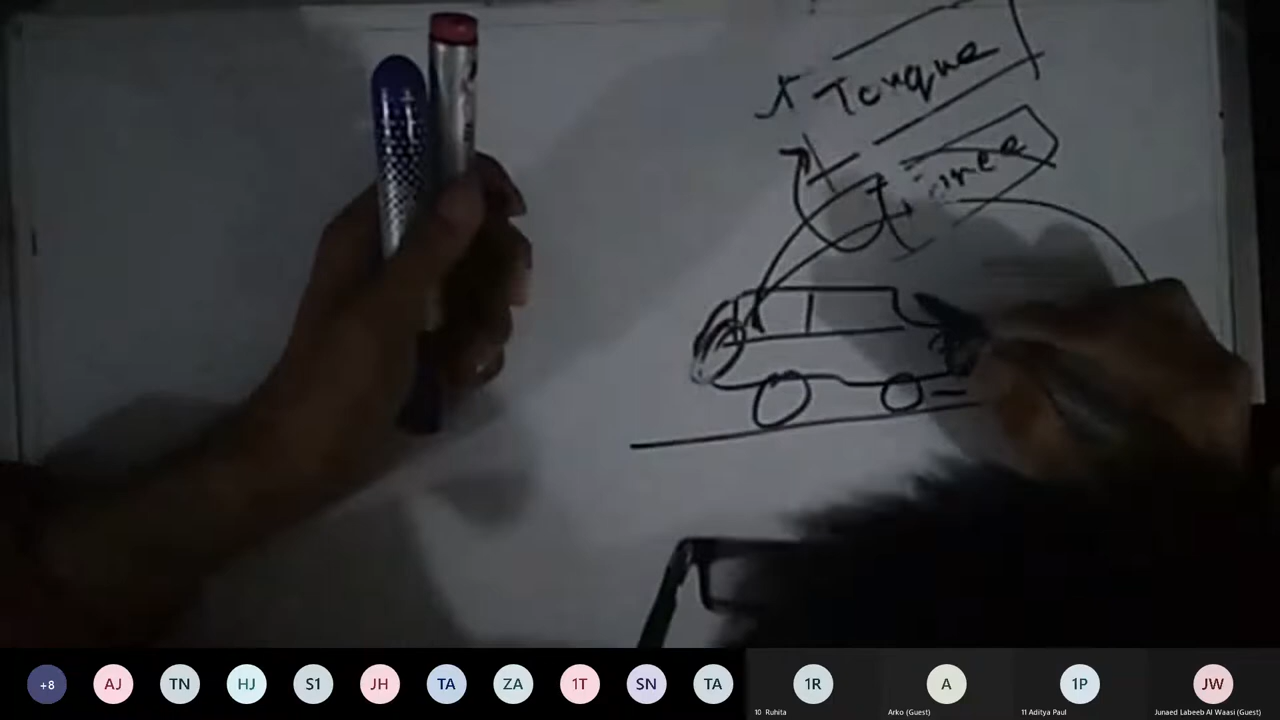 Torque
Force
+8
AJ
TN
HJ
S1
JH
TA
ZA
1T
SN
TA
1R
A
1P
JW
10 Ruhita
Arko (Guest)
11 Aditya Paul
Junaed Labeeb Al Waasi (Guest)